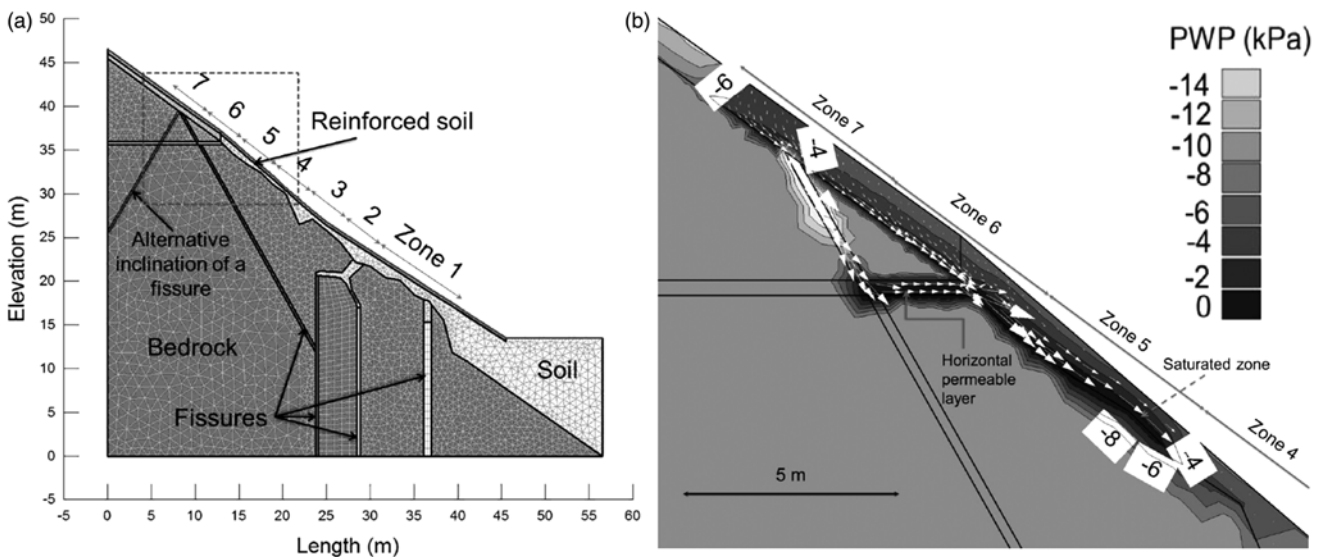 (a)
50
45
40
35
30
25
20
15
10
5
0
-5
Elevation (m)
7
6
5
4
3
2
Zone 1
Reinforced soil
Alternative
inclination of a
fissure
Bedrock
Fissures
Soil
-5 0 5 10 15 20 25 30 35 40 45 50 55 60
Length (m)
(b)
PWP (kPa)
-14
-12
-10
-8
-6
-4
-2
0
-6
-4
Zone 7
Zone 6
Zone 5
Zone 4
Horizontal
permeable
layer
Saturated zone
-8
-6
-4
5 m